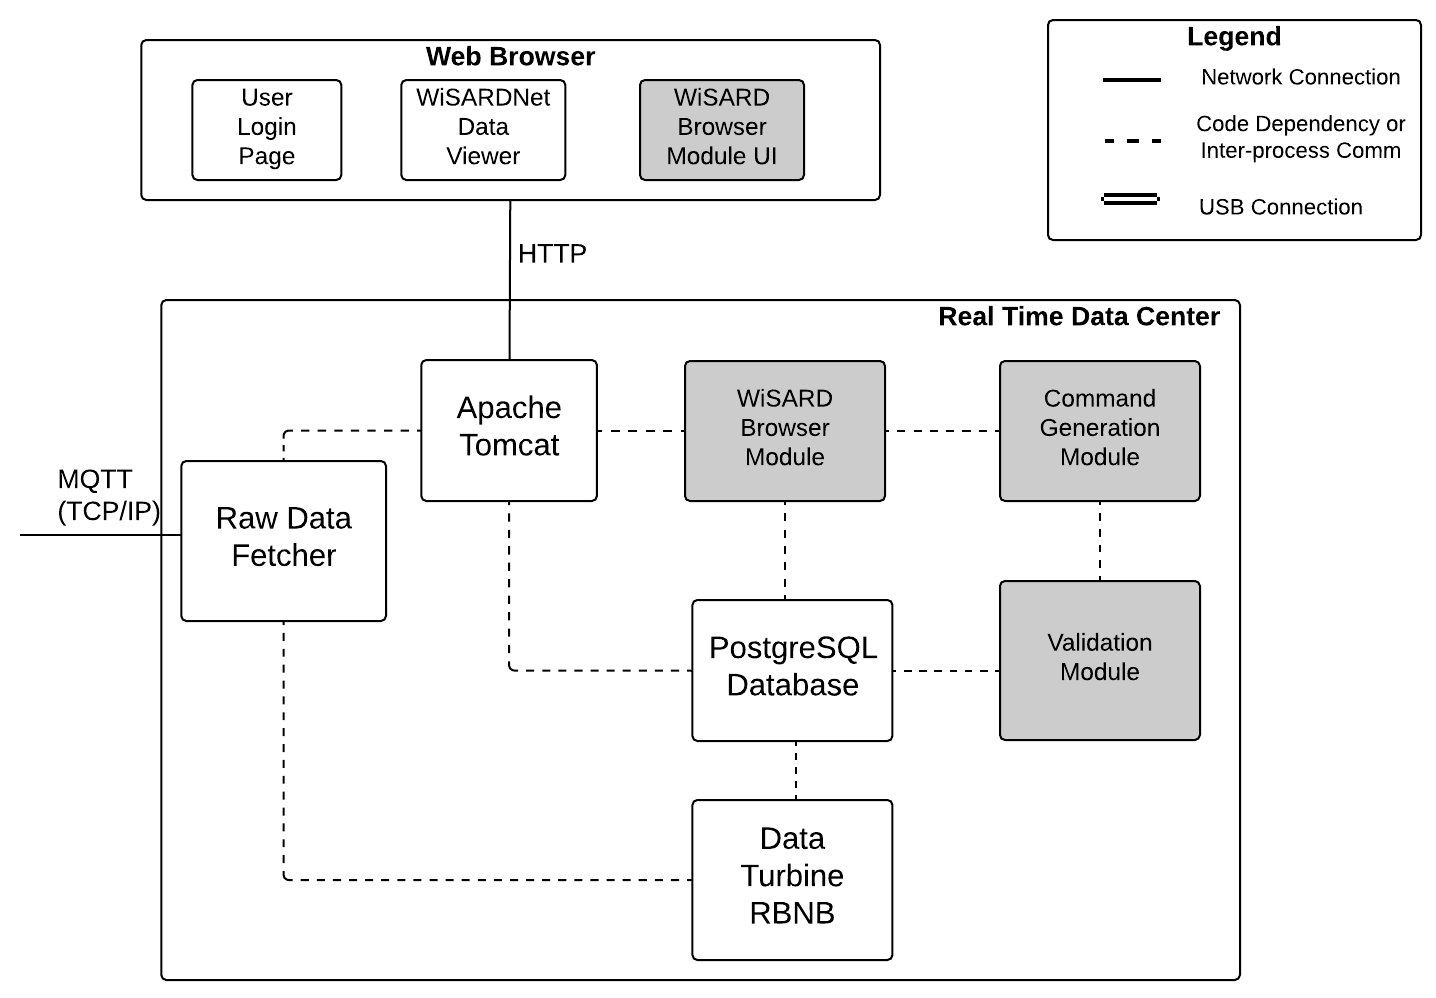 Web Browser
User
Login
Page
WiSARDNet
Data
Viewer
WiSARD
Browser
Module UI
Legend
Network Connection
Code Dependency or
Inter-process Comm
USB Connection
HTTP
Real Time Data Center
Apache
Tomcat
WiSARD
Browser
Module
Command
Generation
Module
MQTT
(TCP/IP)
Raw Data
Fetcher
PostgreSQL
Database
Validation
Module
Data
Turbine
RBNB